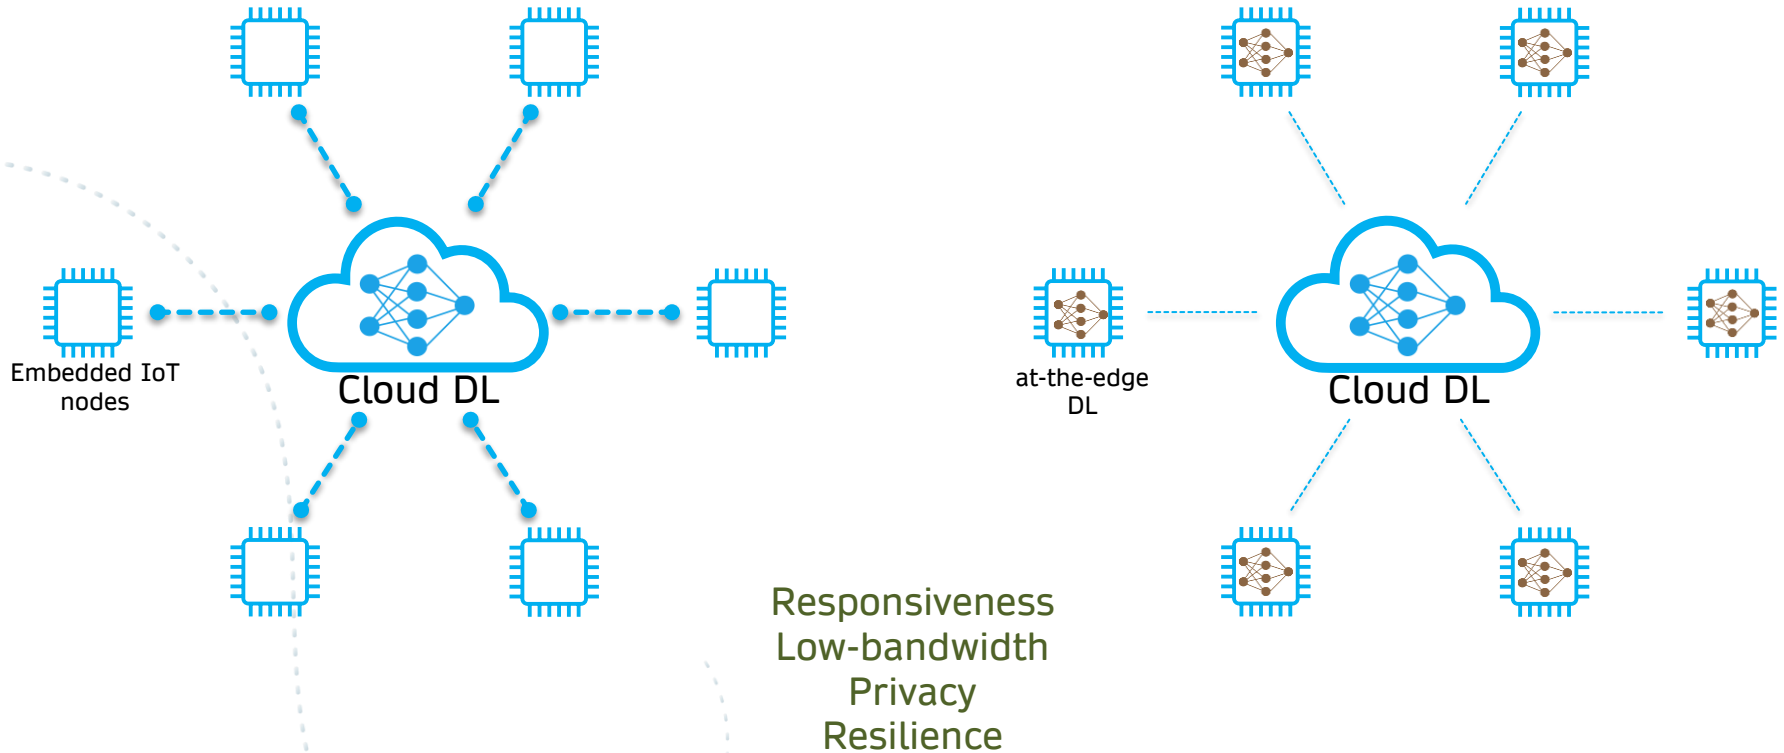 Embedded IoT
nodes
Cloud DL
at-the-edge
DL
Cloud DL
Responsiveness
Low-bandwidth
Privacy
Resilience